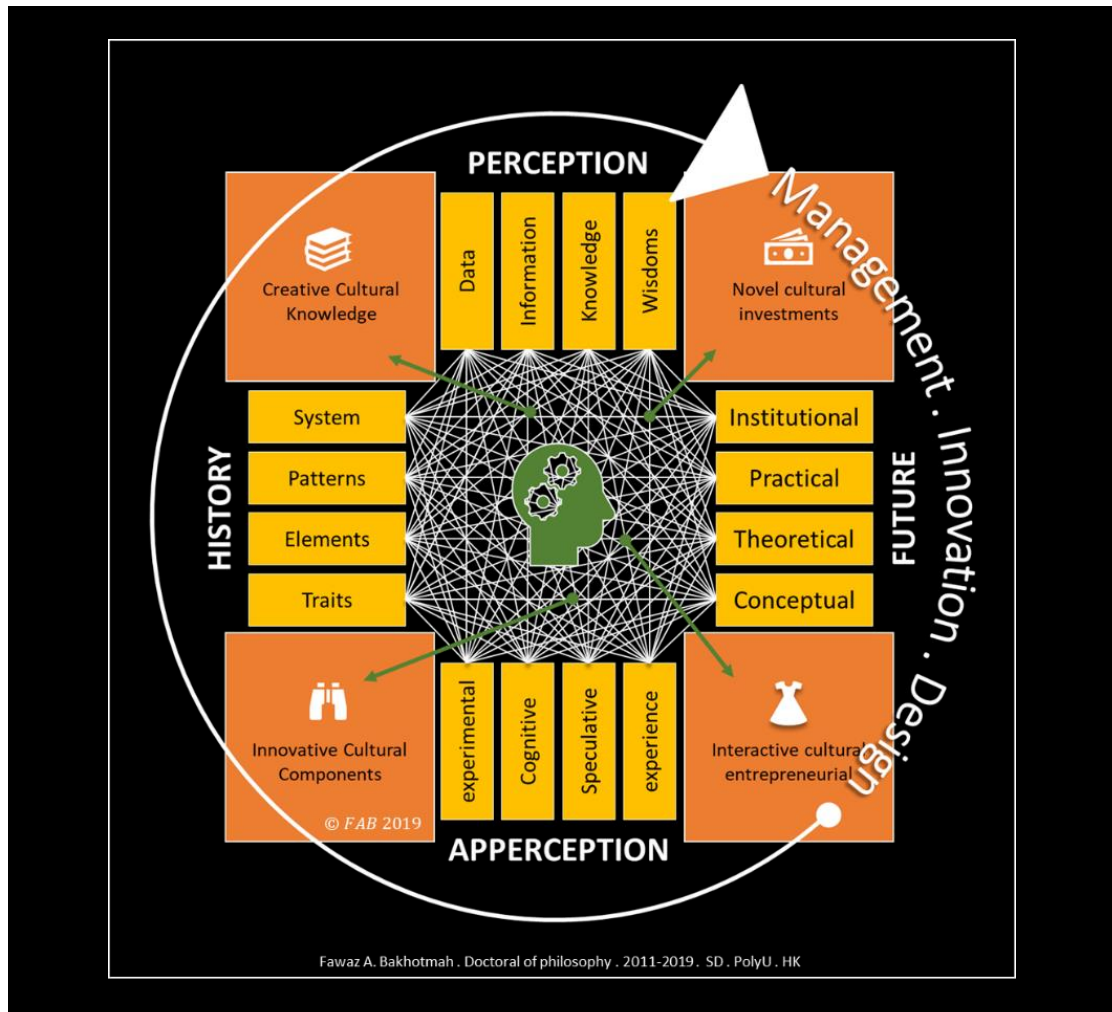 PERCEPTION
Data
Information
Knowledge
Wisdoms
Creative Cultural
Knowledge
Novel cultural
investments
Management . Innovation . Design
HISTORY
System
Patterns
Elements
Traits
Institutional
Practical
Theoretical
Conceptual
FUTURE
Innovative Cultural
Components
© FAB 2019
experimental
Cognitive
Speculative
experience
Interactive cultural
entrepreneurial
APPERCEPTION
Fawaz A. Bakhotmah . Doctoral of philosophy . 2011-2019 . SD . PolyU . HK